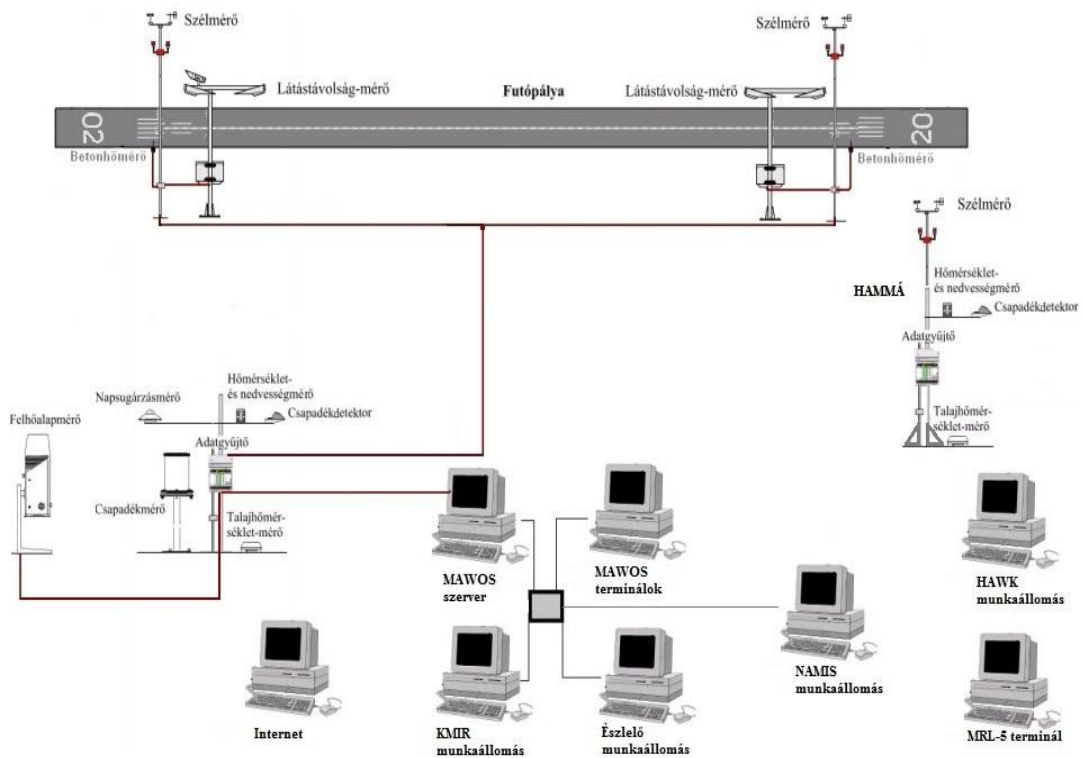 Szélmérő
Szélmérő
Látástávolság-mérő
Futópálya
Látástávolság-mérő
02
20
Betonhőmérő
Betonhőmérő
Szélmérő
HAMMÁ
Hőmérséklet-
és nedvességmérő
Csapadékdetektor
Adatgyűjtő
Talajhőmér-
séklet-mérő
Hőmérséklet-
és nedvességmérő
Napsugárzásmérő
Csapadékdetektor
Felhőalapmérő
Adatgyűjtő
Csapadékmérő
Talajhőmér-
séklet-mérő
MAWOS
szerver
MAWOS
terminálok
HAWK
munkaállomás
NAMIS
munkaállomás
Internet
KMIR
munkaállomás
Észlelő
munkaállomás
MRL-5 terminál